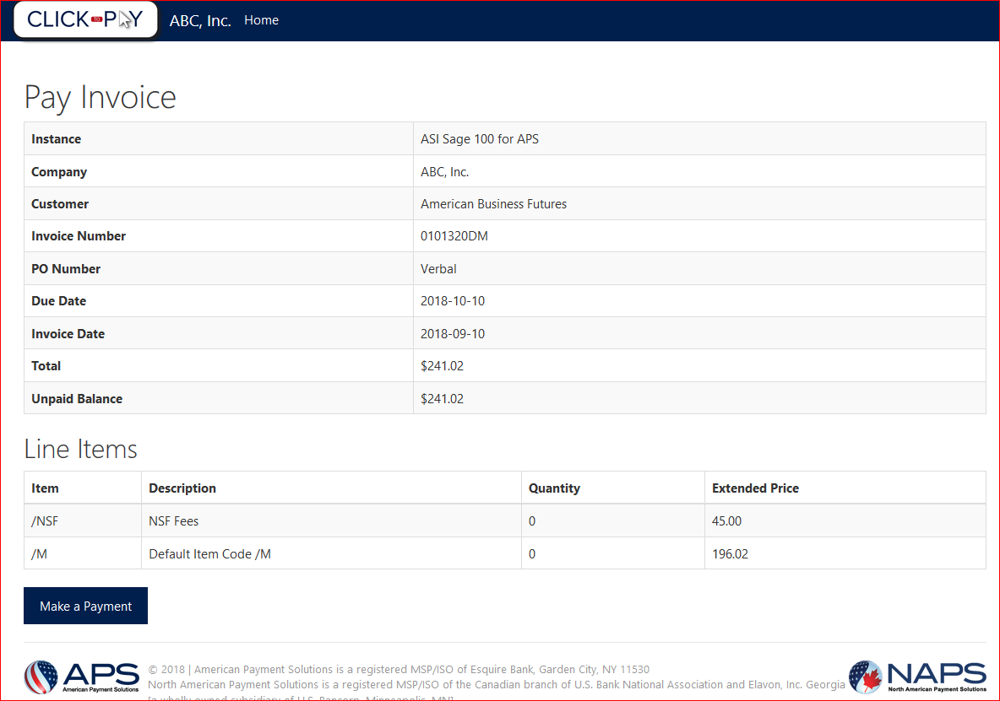 CLICK TO PAY ABC, Inc. Home
Pay Invoice
Instance ASI Sage 100 for APS
Company ABC, Inc.
Customer American Business Futures
Invoice Number 0101320DM
PO Number Verbal
Due Date 2018-10-10
Invoice Date 2018-09-10
Total $241.02
Unpaid Balance $241.02
Line Items
Item Description Quantity Extended Price
/NSF NSF Fees 0 45.00
/M Default Item Code /M 0 196.02
Make a Payment
APS
American Payment Solutions
© 2018 | American Payment Solutions is a registered MSP/ISO of Esquire Bank, Garden City, NY 11530
North American Payment Solutions is a registered MSP/ISO of the Canadian branch of U.S. Bank National Association and Elavon, Inc. Georgia
[a wholly owned subsidiary of U.S. Bancorp, Minneapolis, MN]
NAPS
North American Payment Solutions